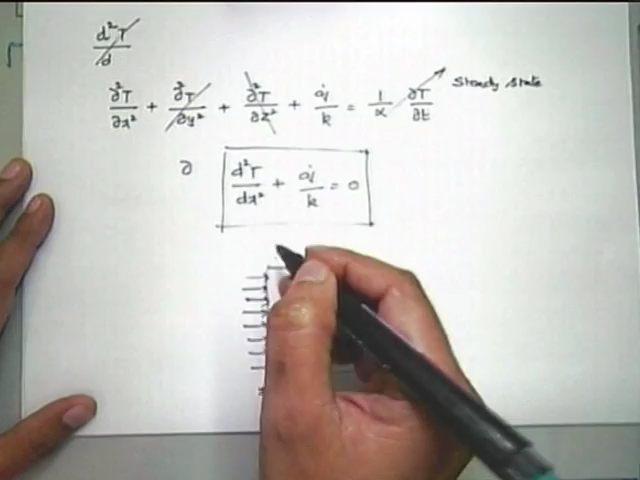 d²T/d
∂²T/∂x² + ∂²T/∂y² + ∂²T/∂z² + q̇/k = 1/α ∂T/∂t Steady state
∂ d²T/dx² + q̇/k = 0